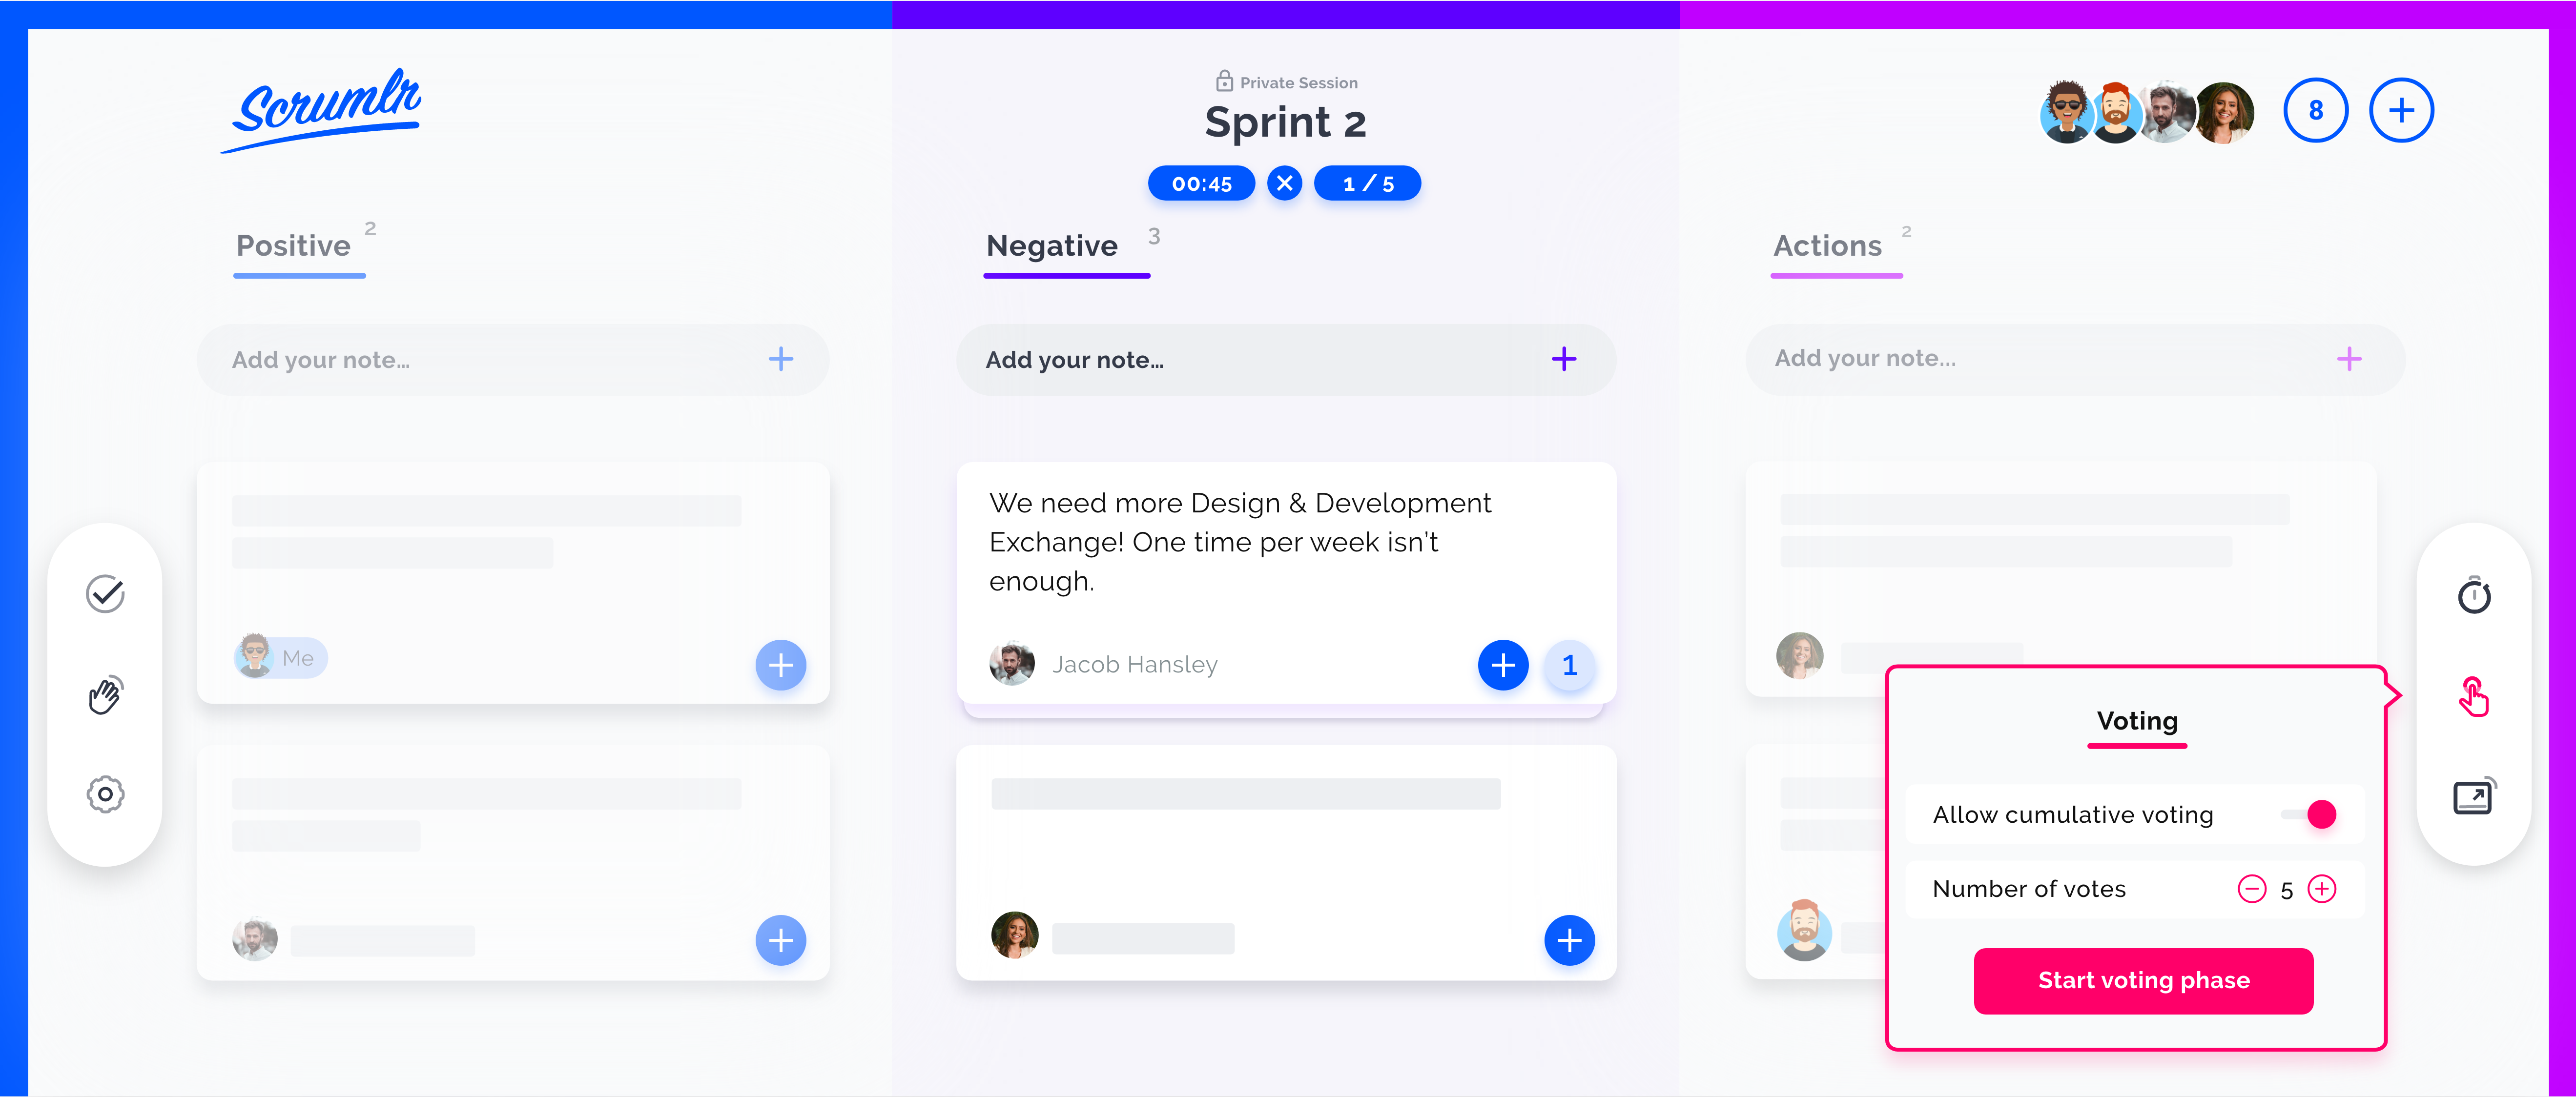 Scrumlr
Private Session
Sprint 2
00:45
1 / 5
8
Positive
2
Add your note...
Me
Negative
3
Add your note...
We need more Design & Development
Exchange! One time per week isn't
enough.
Jacob Hansley
1
Actions
2
Add your note...
Voting
Allow cumulative voting
Number of votes
5
Start voting phase